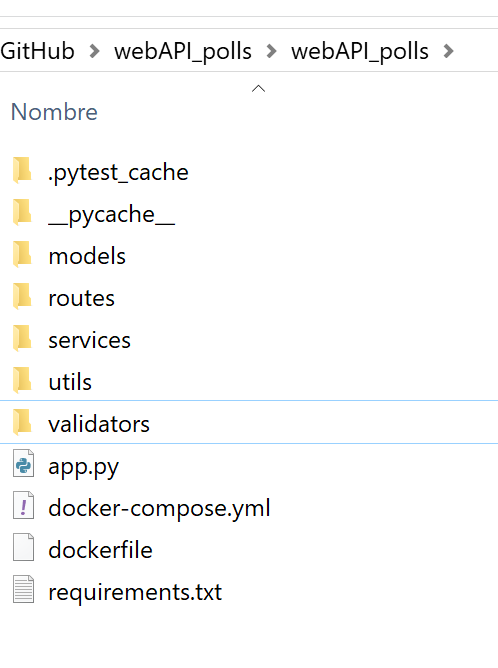 GitHub > webAPI_polls > webAPI_polls >
Nombre
.pytest_cache
__pycache__
models
routes
services
utils
validators
app.py
docker-compose.yml
dockerfile
requirements.txt